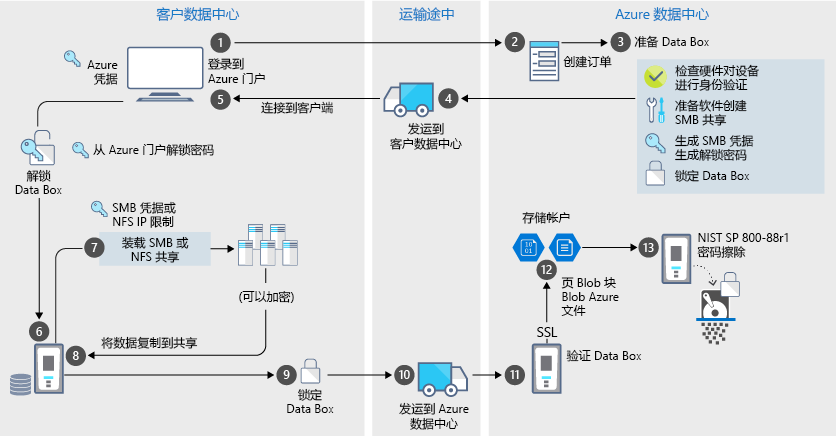 客户数据中心
运输途中
Azure 数据中心
Azure
凭据
1
登录到
Azure 门户
2
创建订单
3
准备 Data Box
检查硬件对设备
进行身份验证
准备软件创建
SMB 共享
生成 SMB 凭据
生成解锁密码
锁定 Data Box
4
发运到
客户数据中心
5
连接到客户端
从 Azure 门户解锁密码
解锁
Data Box
6
SMB 凭据或
NFS IP 限制
7
装载 SMB 或
NFS 共享
(可以加密)
8
将数据复制到共享
9
锁定
Data Box
10
发运到 Azure
数据中心
11
验证 Data Box
SSL
12
页 Blob 块
Blob Azure
文件
存储帐户
10
01
13
NIST SP 800-88r1
密码擦除